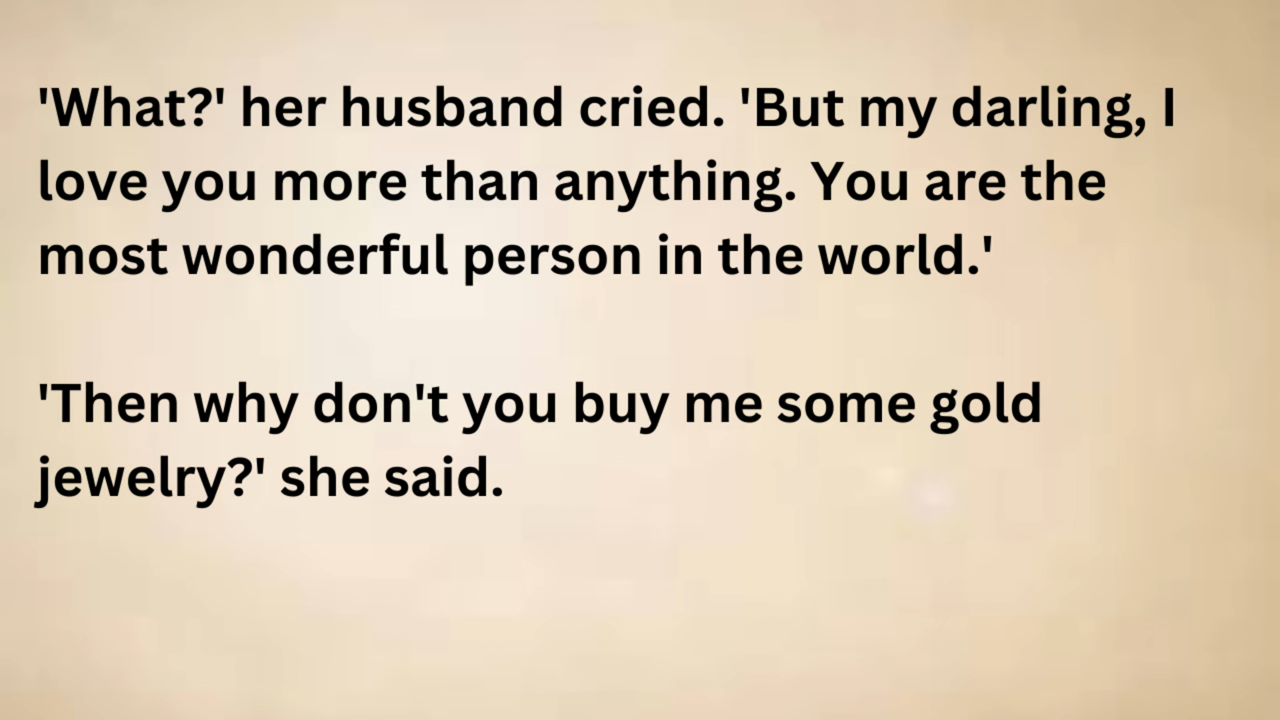 'What?' her husband cried. 'But my darling, I
love you more than anything. You are the
most wonderful person in the world.'
'Then why don't you buy me some gold
jewelry?' she said.